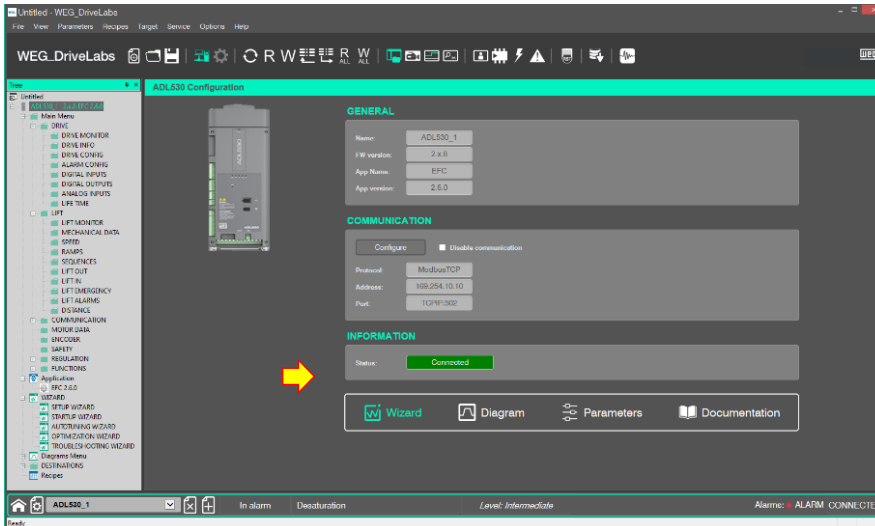 Untitled - WEG_DriveLabs
File View Parameters Recipes Target Service Options Help
WEG_DriveLabs R W R ALL W ALL
Tree
ADL530 Configuration
Untitled
Main Menu
DRIVE
DRIVE MONITOR
DRIVE INFO
DRIVE CONFIG
ALARM CONFIG
DIGITAL INPUTS
DIGITAL OUTPUTS
ANALOG INPUTS
LIFE TIME
LIFT
LIFT MONITOR
MECHANICAL DATA
SPEED
RAMPS
SEQUENCES
LIFT OUT
LIFT IN
LIFT EMERGENCY
LIFT ALARMS
DISTANCE
COMMUNICATION
MOTOR DATA
ENCODER
SAFETY
REGULATION
FUNCTIONS
Application
EFC 2.6.0
WIZARD
SETUP WIZARD
STARTUP WIZARD
AUTOTUNING WIZARD
OPTIMIZATION WIZARD
TROUBLESHOOTING WIZARD
Diagrams Menu
DESTINATIONS
Recipes
ADL530
GENERAL
Name: ADL530_1
FW version: 2.x.6
App Name: EFC
App version: 2.6.0
COMMUNICATION
Configure Disable communication
Protocol: ModbusTCP
Address: 169.254.10.10
Port: TCPIP:502
INFORMATION
Status: Connected
Wizard Diagram Parameters Documentation
ADL530_1 In alarm Desaturation Level: Intermediate Alarms: ALARM CONNECTE
Ready